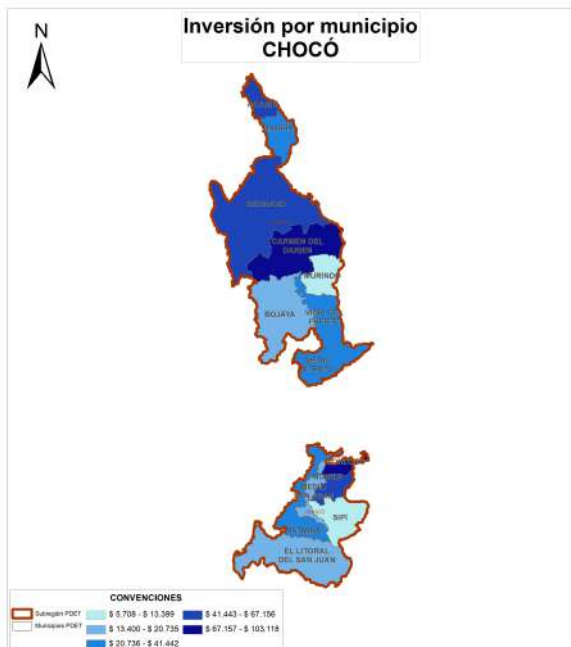 Inversión por municipio
CHOCÓ
N
RIOSUCIO
CARMEN DEL
DARIEN
MURINDÓ
BOJAYA
SIPÍ
EL LITORAL
DEL SAN JUAN
CONVENCIONES
Subregión PDET
Municipios PDET
$ 5.708 - $ 13.399
$ 13.400 - $ 20.735
$ 20.736 - $ 41.442
$ 41.443 - $ 67.156
$ 67.157 - $ 103.118